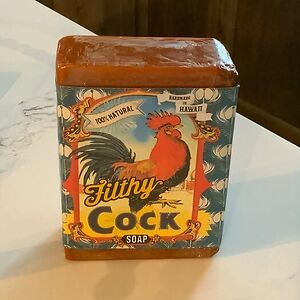 100% NATURAL
HANDMADE
IN
HAWAII
Filthy
COCK
SOAP